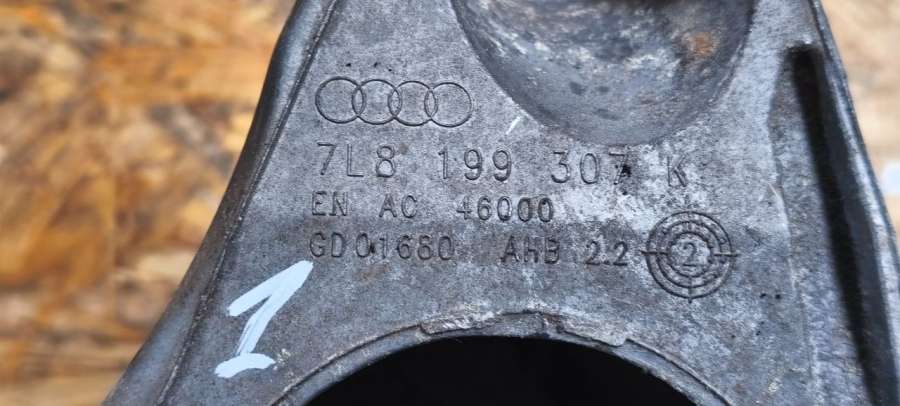 7L8 199 307 K
EN AC 46000
GD01680 AHB 2.2 2
1